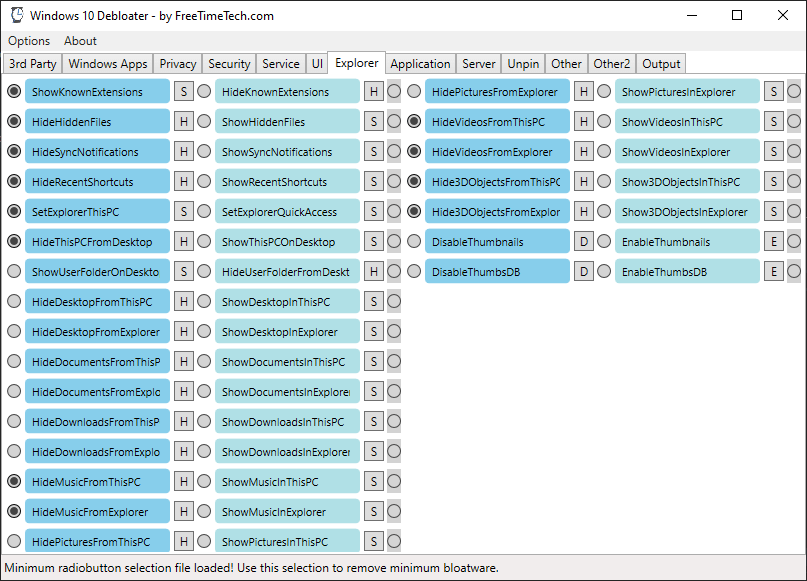 Windows 10 Debloater - by FreeTimeTech.com
Options About
3rd Party Windows Apps Privacy Security Service UI Explorer Application Server Unpin Other Other2 Output
ShowKnownExtensions S HideKnownExtensions H HidePicturesFromExplorer H ShowPicturesInExplorer S
HideHiddenFiles H ShowHiddenFiles S HideVideosFromThisPC H ShowVideosInThisPC S
HideSyncNotifications H ShowSyncNotifications S HideVideosFromExplorer H ShowVideosInExplorer S
HideRecentShortcuts H ShowRecentShortcuts S Hide3DObjectsFromThisPC H Show3DObjectsInThisPC S
SetExplorerThisPC S SetExplorerQuickAccess S Hide3DObjectsFromExplor H Show3DObjectsInExplorer S
HideThisPCFromDesktop H ShowThisPCOnDesktop S DisableThumbnails D EnableThumbnails E
ShowUserFolderOnDeskto S HideUserFolderFromDeskt H DisableThumbsDB D EnableThumbsDB E
HideDesktopFromThisPC H ShowDesktopInThisPC S
HideDesktopFromExplorer H ShowDesktopInExplorer S
HideDocumentsFromThisP H ShowDocumentsInThisPC S
HideDocumentsFromExplo H ShowDocumentsInExplorer S
HideDownloadsFromThisP H ShowDownloadsInThisPC S
HideDownloadsFromExplo H ShowDownloadsInExplorer S
HideMusicFromThisPC H ShowMusicInThisPC S
HideMusicFromExplorer H ShowMusicInExplorer S
HidePicturesFromThisPC H ShowPicturesInThisPC S
Minimum radiobutton selection file loaded! Use this selection to remove minimum bloatware.